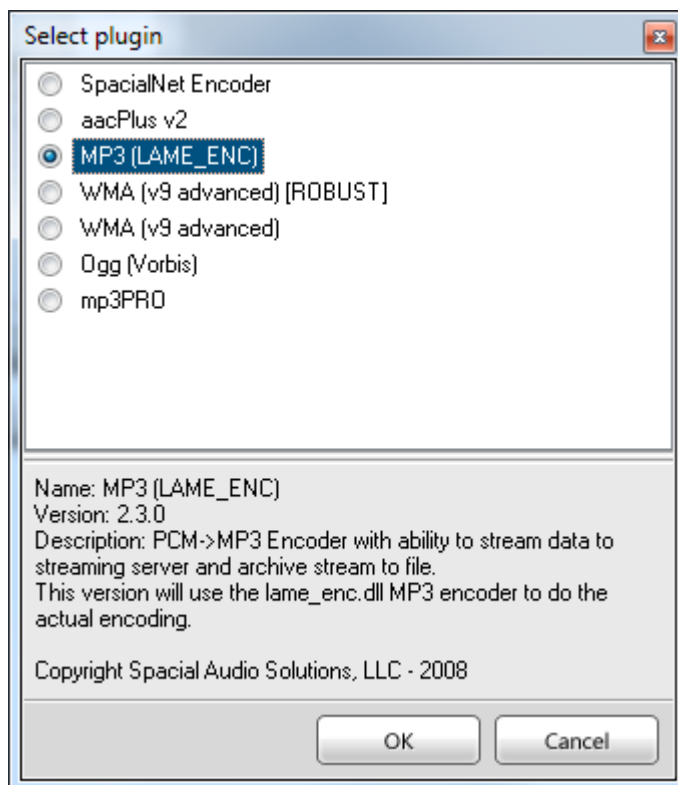 Select plugin
SpacialNet Encoder
aacPlus v2
MP3 (LAME_ENC)
WMA (v9 advanced) [ROBUST]
WMA (v9 advanced)
Ogg (Vorbis)
mp3PRO
Name: MP3 (LAME_ENC)
Version: 2.3.0
Description: PCM->MP3 Encoder with ability to stream data to
streaming server and archive stream to file.
This version will use the lame_enc.dll MP3 encoder to do the
actual encoding.
Copyright Spacial Audio Solutions, LLC - 2008
OK
Cancel